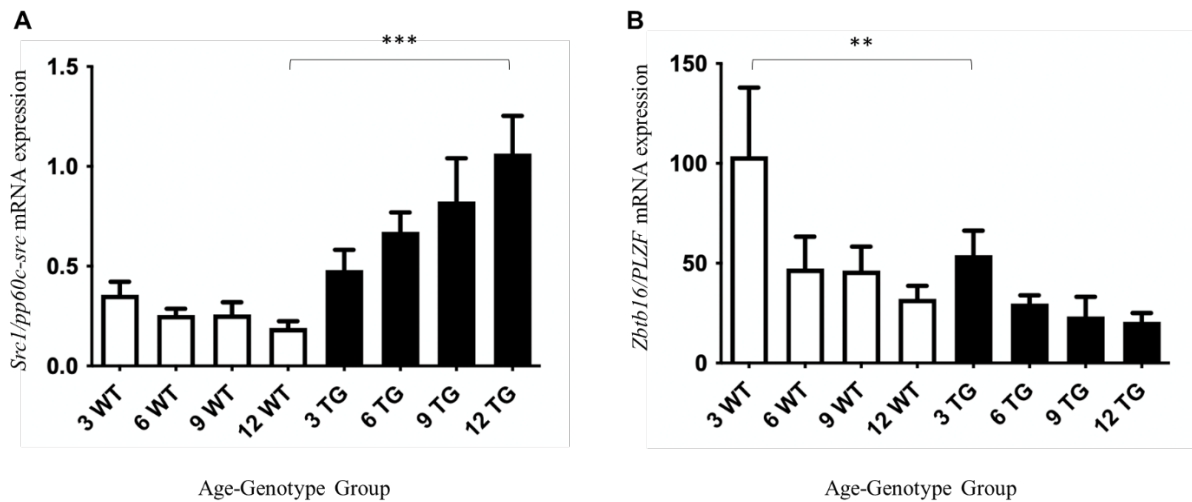 A
***
Src1/pp60c-src mRNA expression
1.5
1.0
0.5
0.0
3 WT
6 WT
9 WT
12 WT
3 TG
6 TG
9 TG
12 TG
Age-Genotype Group
B
**
Zbtb16/PLZF mRNA expression
150
100
50
0
3 WT
6 WT
9 WT
12 WT
3 TG
6 TG
9 TG
12 TG
Age-Genotype Group